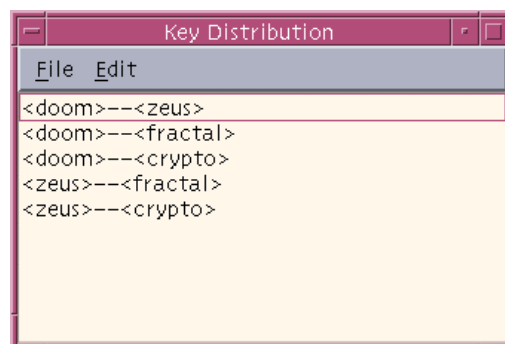 Key Distribution
File Edit
<doom>--<zeus>
<doom>--<fractal>
<doom>--<crypto>
<zeus>--<fractal>
<zeus>--<crypto>